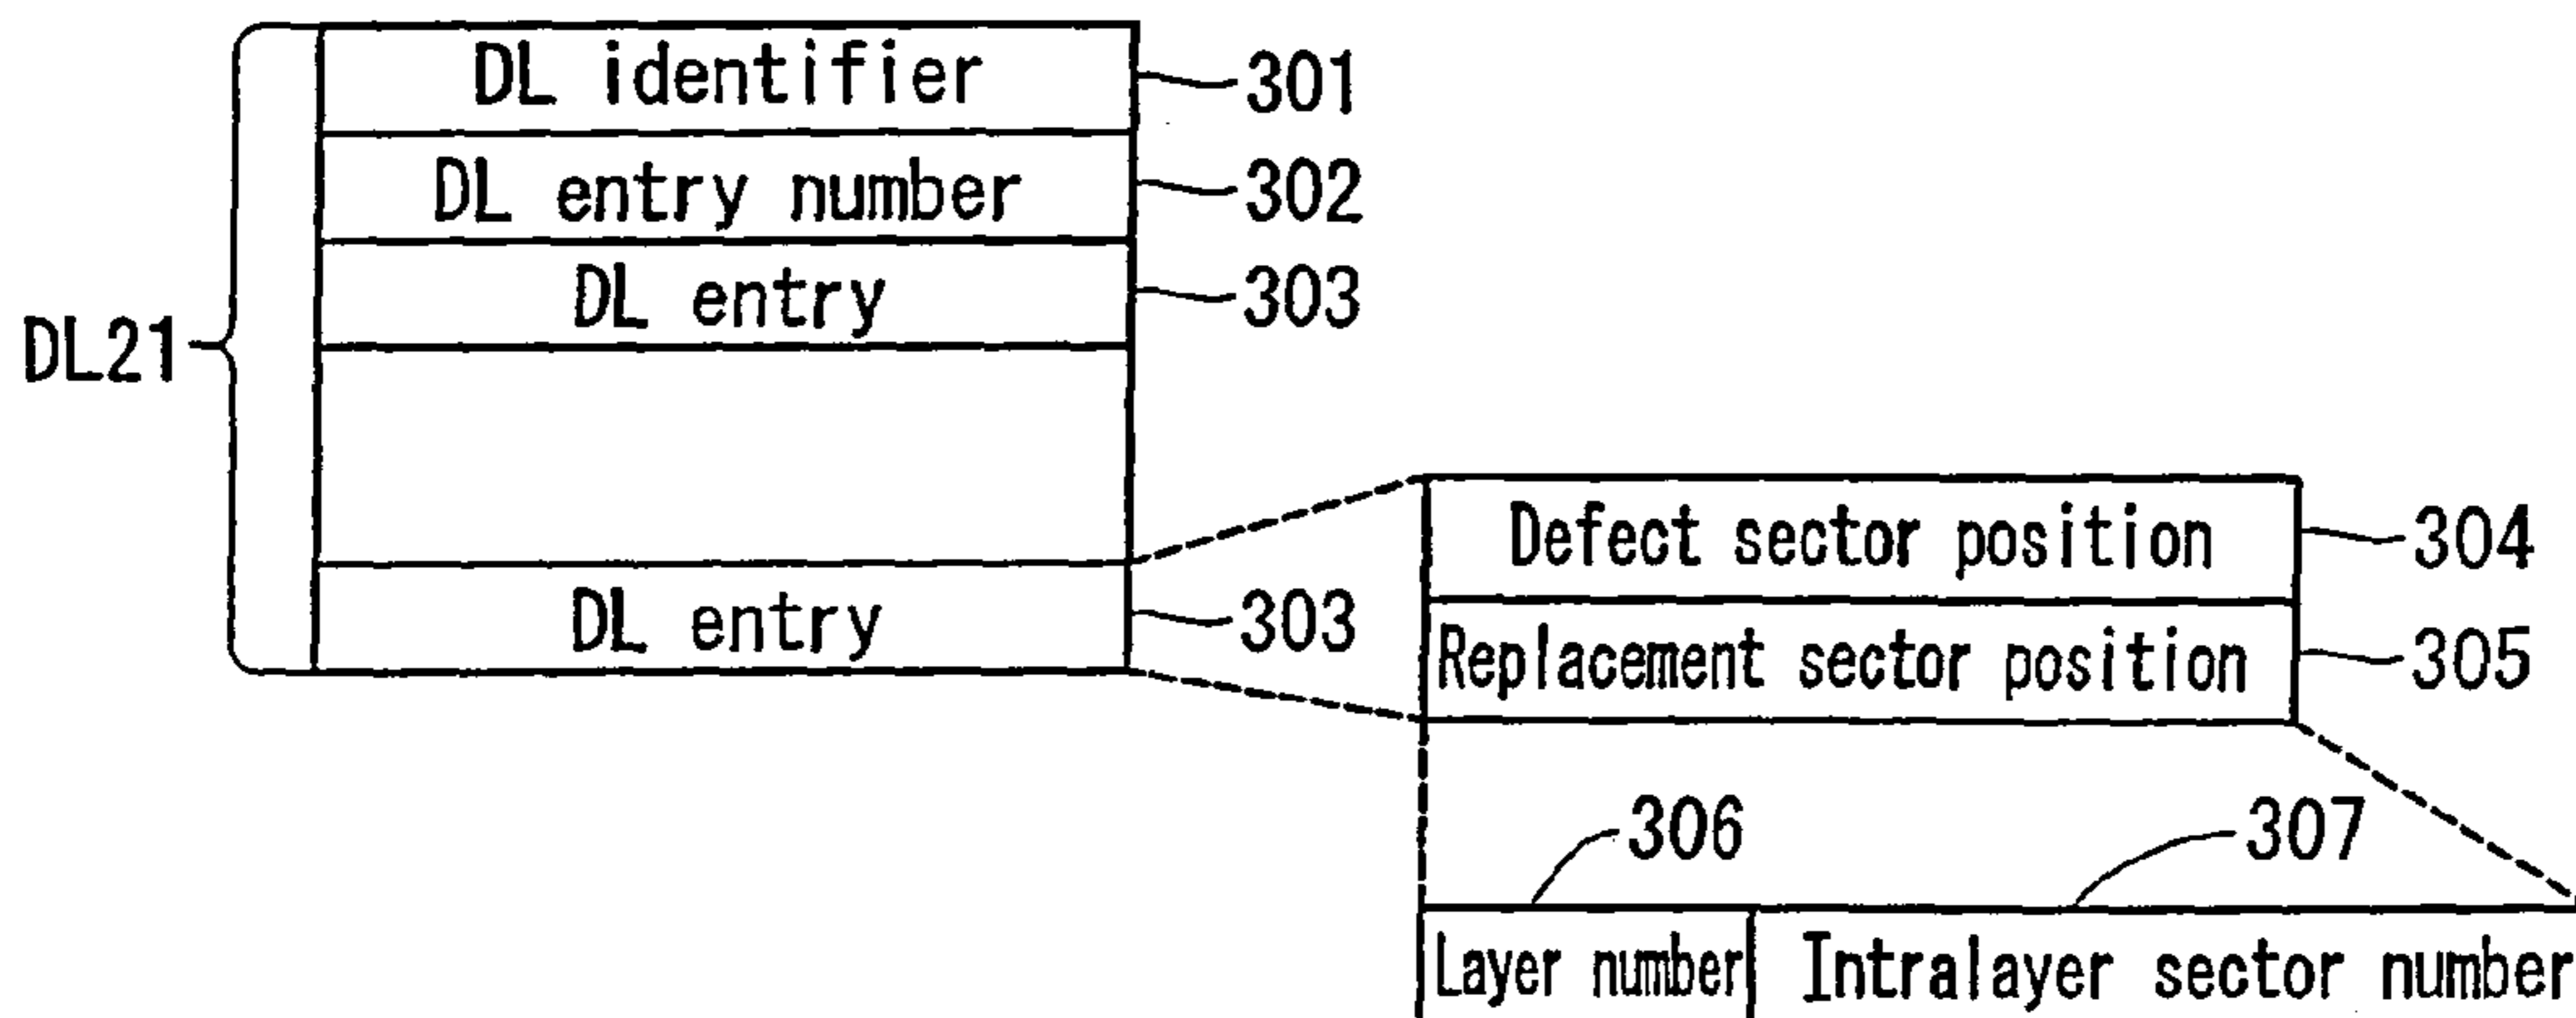 DL identifier 301
DL entry number 302
DL entry 303
DL21
Defect sector position 304
DL entry 303
Replacement sector position 305
306 307
Layer number Intralayer sector number